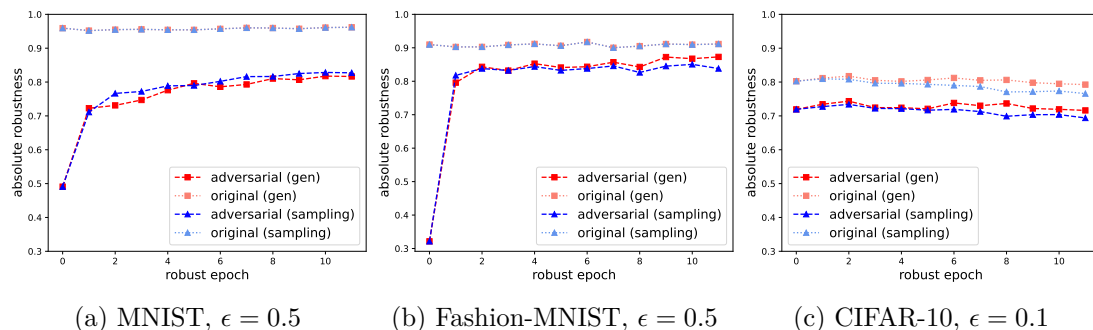 1.0
0.9
0.8
0.7
0.6
0.5
0.4
0.3
absolute robustness
0 2 4 6 8 10
robust epoch
adversarial (gen)
original (gen)
adversarial (sampling)
original (sampling)
(a) MNIST, ϵ = 0.5
1.0
0.9
0.8
0.7
0.6
0.5
0.4
0.3
absolute robustness
0 2 4 6 8 10
robust epoch
adversarial (gen)
original (gen)
adversarial (sampling)
original (sampling)
(b) Fashion-MNIST, ϵ = 0.5
1.0
0.9
0.8
0.7
0.6
0.5
0.4
0.3
absolute robustness
0 2 4 6 8 10
robust epoch
adversarial (gen)
original (gen)
adversarial (sampling)
original (sampling)
(c) CIFAR-10, ϵ = 0.1